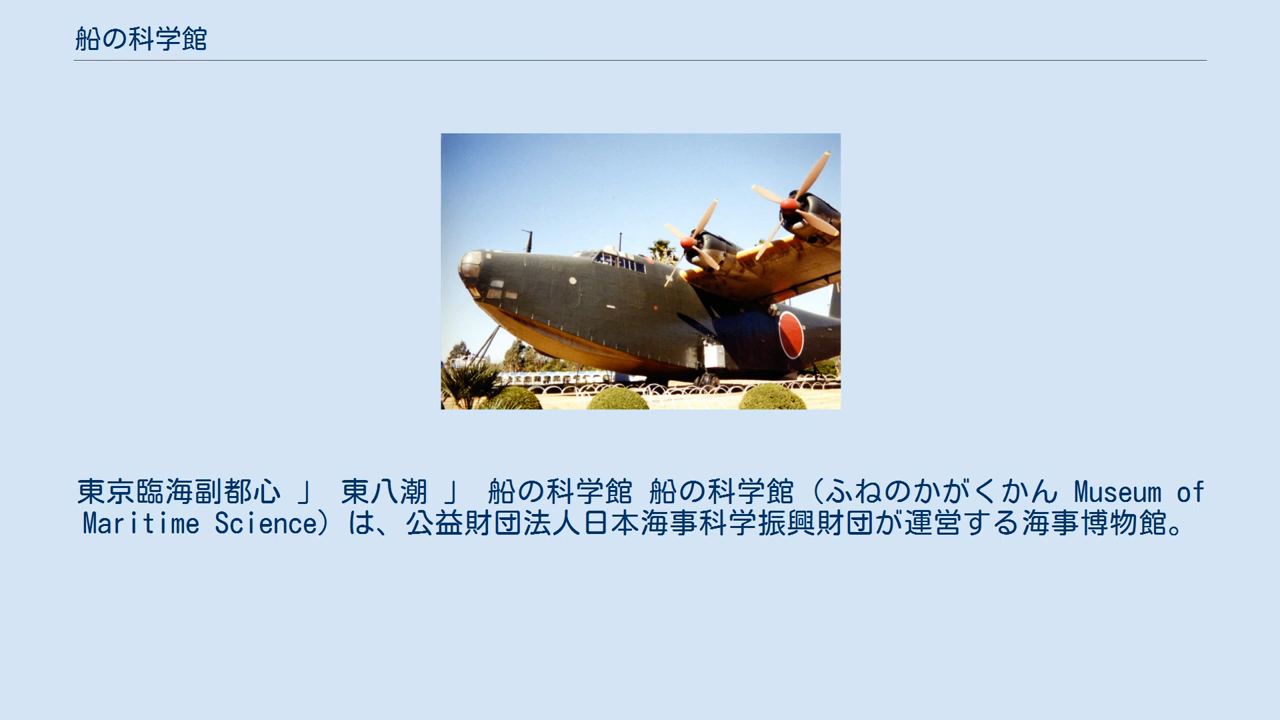 船の科学館
東京臨海副都心 」 東八潮 」 船の科学館 船の科学館（ふねのかがくかん Museum of
Maritime Science）は、公益財団法人日本海事科学振興財団が運営する海事博物館。